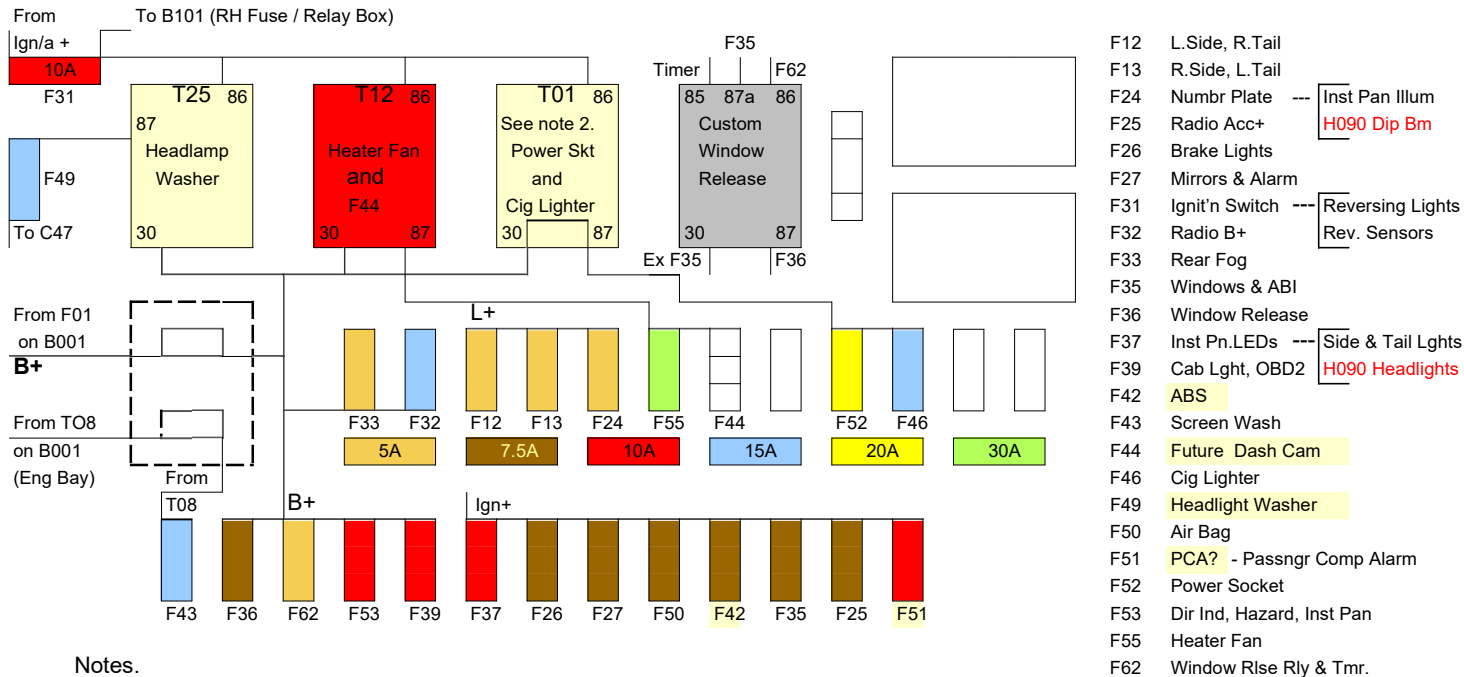 From
To B101 (RH Fuse / Relay Box)
Ign/a +
10A
F31
F35
Timer
F62
T25 86
87
Headlamp
Washer
30
T12 86
Heater Fan
and
F44
30 87
T01 86
See note 2.
Power Skt
and
Cig Lighter
30 87
85 87a 86
Custom
Window
Release
30 87
F49
To C47
Ex F35
F36
From F01
on B001
B+
From TO8
on B001
(Eng Bay)
From
T08
L+
F33 F32 F12 F13 F24 F55 F44 F52 F46
5A 7.5A 10A 15A 20A 30A
B+
Ign+
F43 F36 F62 F53 F39 F37 F26 F27 F50 F42 F35 F25 F51
Notes.
F12 L.Side, R.Tail
F13 R.Side, L.Tail
F24 Numbr Plate --- Inst Pan Illum
F25 Radio Acc+ H090 Dip Bm
F26 Brake Lights
F27 Mirrors & Alarm
F31 Ignit'n Switch --- Reversing Lights
F32 Radio B+ Rev. Sensors
F33 Rear Fog
F35 Windows & ABI
F36 Window Release
F37 Inst Pn.LEDs --- Side & Tail Lghts
F39 Cab Lght, OBD2 H090 Headlights
F42 ABS
F43 Screen Wash
F44 Future Dash Cam
F46 Cig Lighter
F49 Headlight Washer
F50 Air Bag
F51 PCA? - Passngr Comp Alarm
F52 Power Socket
F53 Dir Ind, Hazard, Inst Pan
F55 Heater Fan
F62 Window Rlse Rly & Tmr.